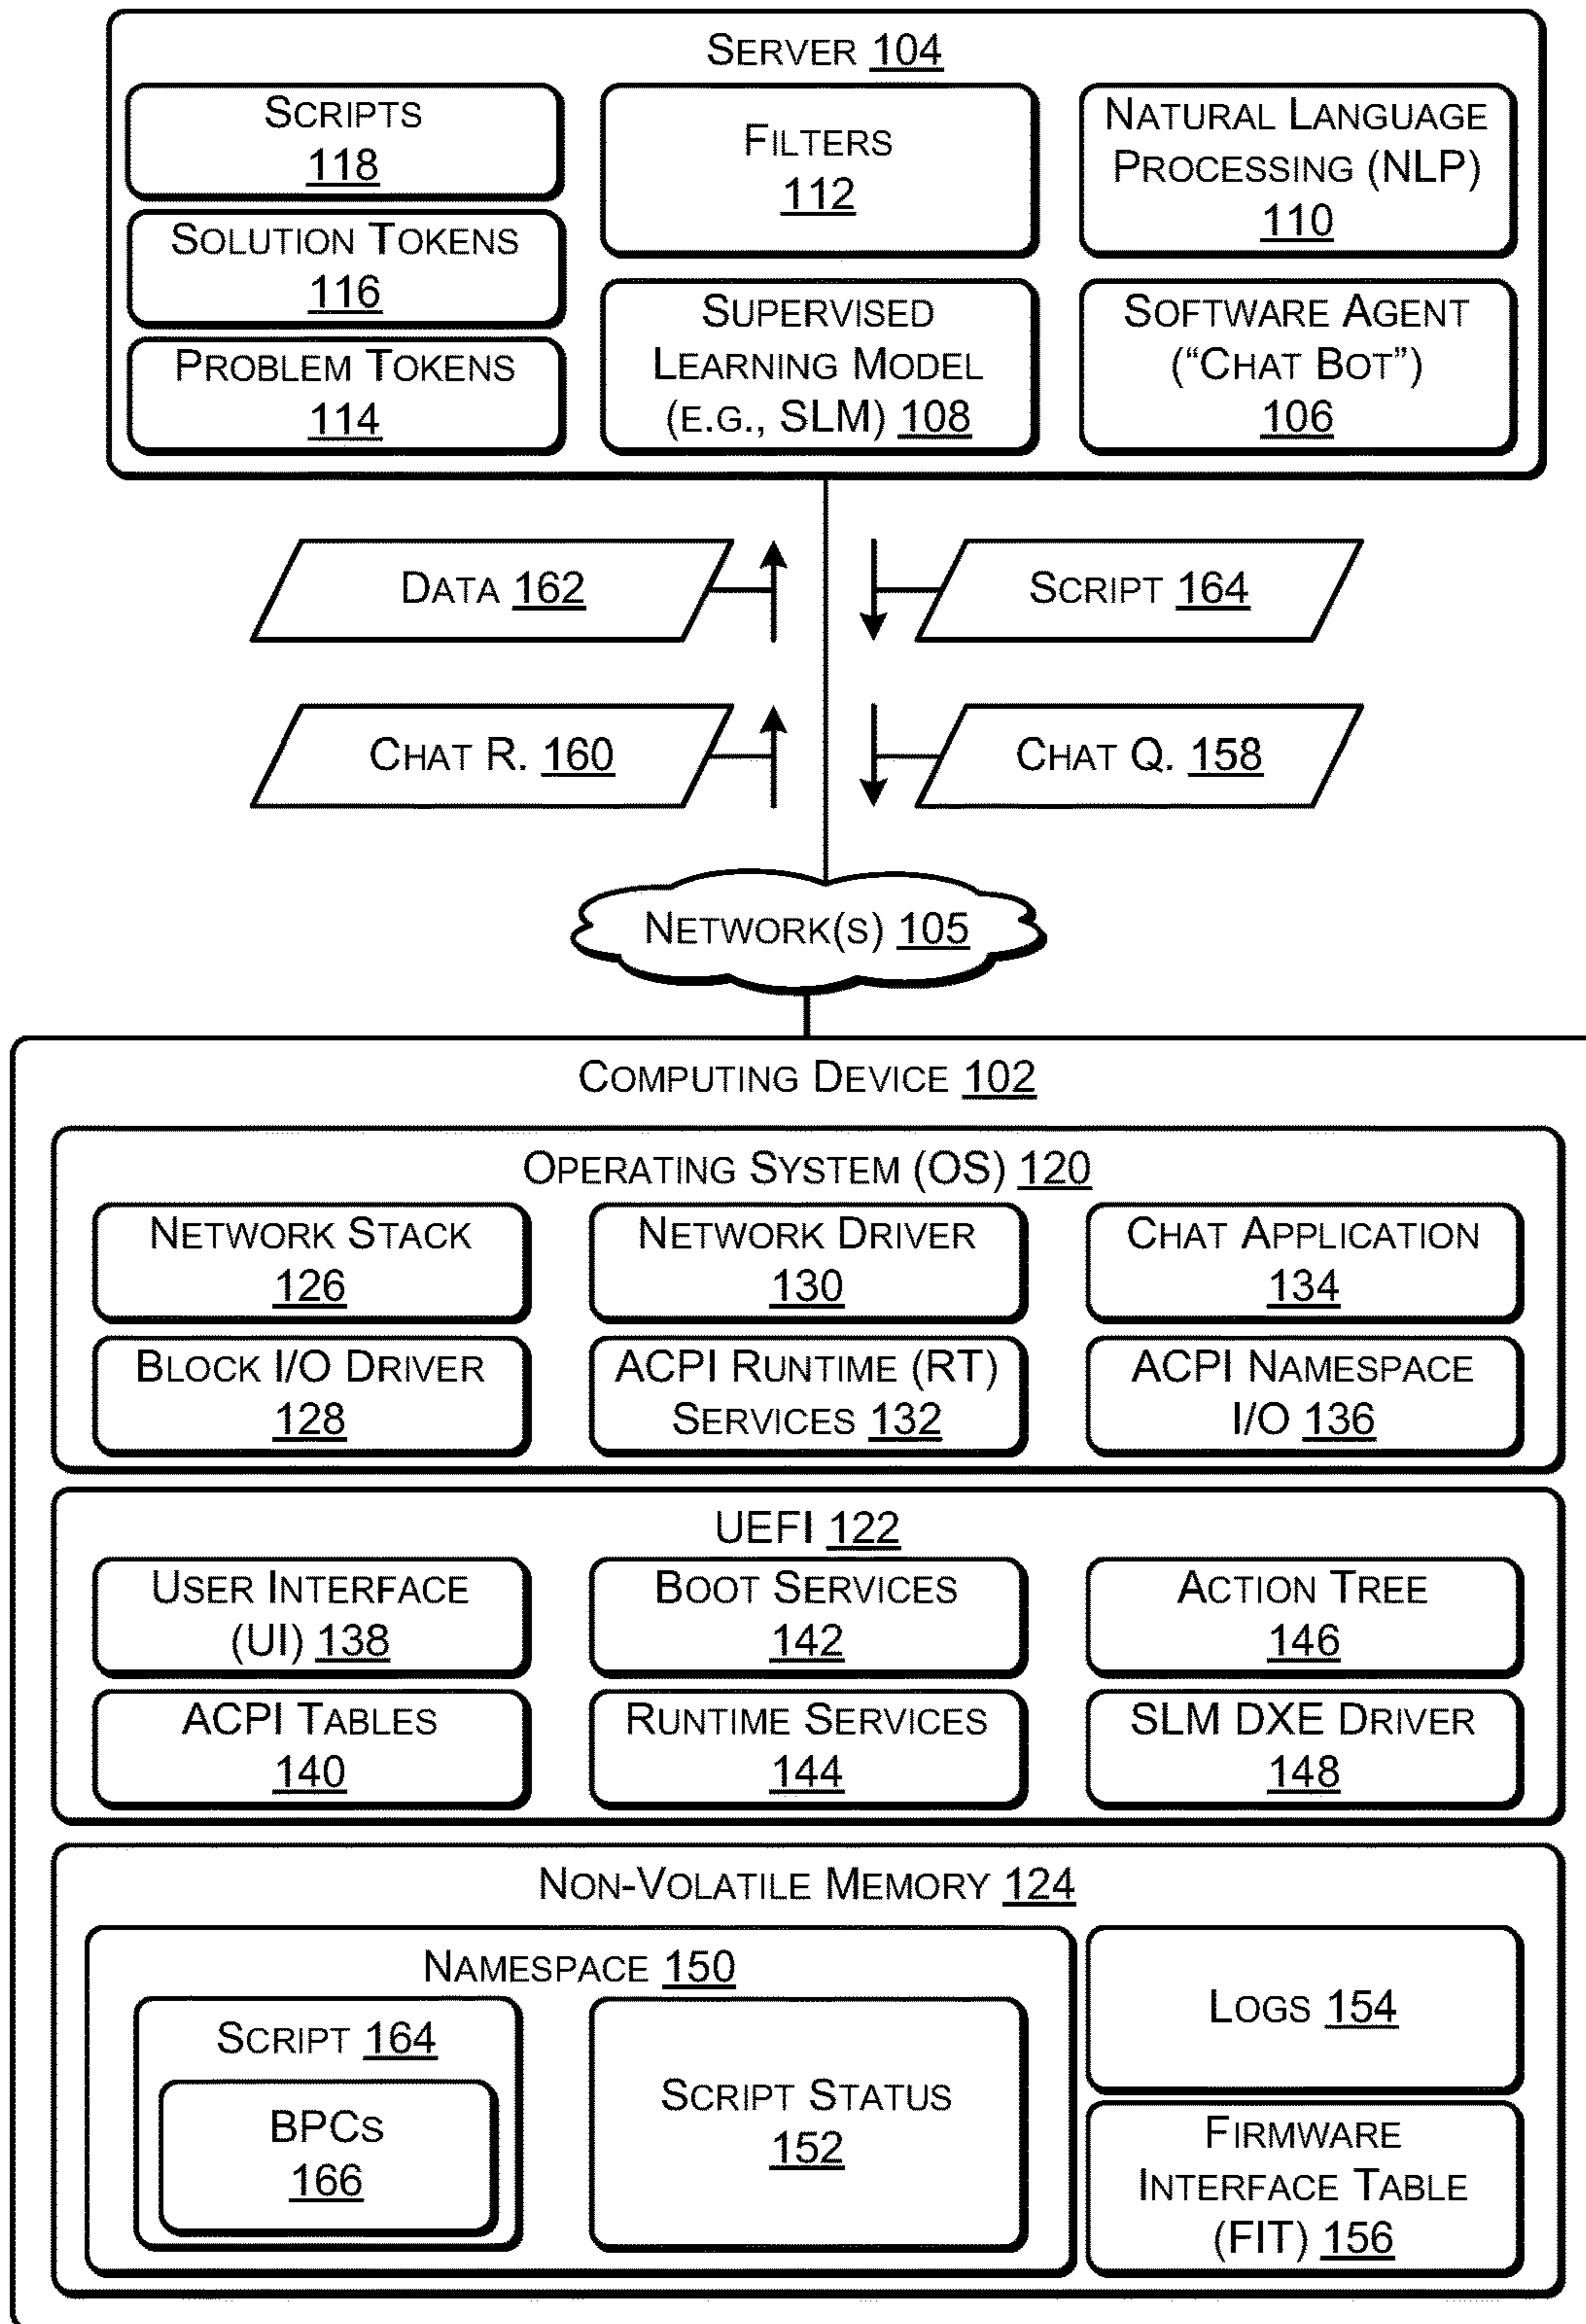 SERVER 104
SCRIPTS
118
SOLUTION TOKENS
116
PROBLEM TOKENS
114
FILTERS
112
SUPERVISED
LEARNING MODEL
(E.G., SLM) 108
NATURAL LANGUAGE
PROCESSING (NLP)
110
SOFTWARE AGENT
(“CHAT BOT”)
106
DATA 162
SCRIPT 164
CHAT R. 160
CHAT Q. 158
NETWORK(S) 105
COMPUTING DEVICE 102
OPERATING SYSTEM (OS) 120
NETWORK STACK
126
NETWORK DRIVER
130
CHAT APPLICATION
134
BLOCK I/O DRIVER
128
ACPI RUNTIME (RT)
SERVICES 132
ACPI NAMESPACE
I/O 136
UEFI 122
USER INTERFACE
(UI) 138
BOOT SERVICES
142
ACTION TREE
146
ACPI TABLES
140
RUNTIME SERVICES
144
SLM DXE DRIVER
148
NON-VOLATILE MEMORY 124
NAMESPACE 150
SCRIPT 164
BPCS
166
SCRIPT STATUS
152
LOGS 154
FIRMWARE
INTERFACE TABLE
(FIT) 156